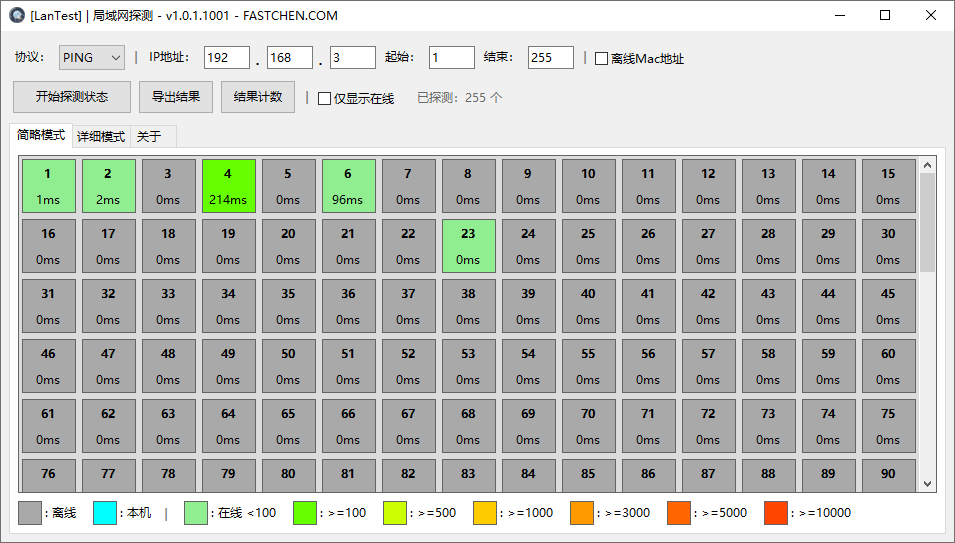 [LanTest] | 局域网探测 - v1.0.1.1001 - FASTCHEN.COM
协议: PING | IP地址: 192 . 168 . 3 起始: 1 结束: 255 | 离线Mac地址
开始探测状态 导出结果 结果计数 | 仅显示在线 已探测: 255 个
简略模式 详细模式 关于
1 2 3 4 5 6 7 8 9 10 11 12 13 14 15
1ms 2ms 0ms 214ms 0ms 96ms 0ms 0ms 0ms 0ms 0ms 0ms 0ms 0ms 0ms
16 17 18 19 20 21 22 23 24 25 26 27 28 29 30
0ms 0ms 0ms 0ms 0ms 0ms 0ms 0ms 0ms 0ms 0ms 0ms 0ms 0ms 0ms
31 32 33 34 35 36 37 38 39 40 41 42 43 44 45
0ms 0ms 0ms 0ms 0ms 0ms 0ms 0ms 0ms 0ms 0ms 0ms 0ms 0ms 0ms
46 47 48 49 50 51 52 53 54 55 56 57 58 59 60
0ms 0ms 0ms 0ms 0ms 0ms 0ms 0ms 0ms 0ms 0ms 0ms 0ms 0ms 0ms
61 62 63 64 65 66 67 68 69 70 71 72 73 74 75
0ms 0ms 0ms 0ms 0ms 0ms 0ms 0ms 0ms 0ms 0ms 0ms 0ms 0ms 0ms
76 77 78 79 80 81 82 83 84 85 86 87 88 89 90
: 离线 : 本机 | : 在线 <100 : >=100 : >=500 : >=1000 : >=3000 : >=5000 : >=10000